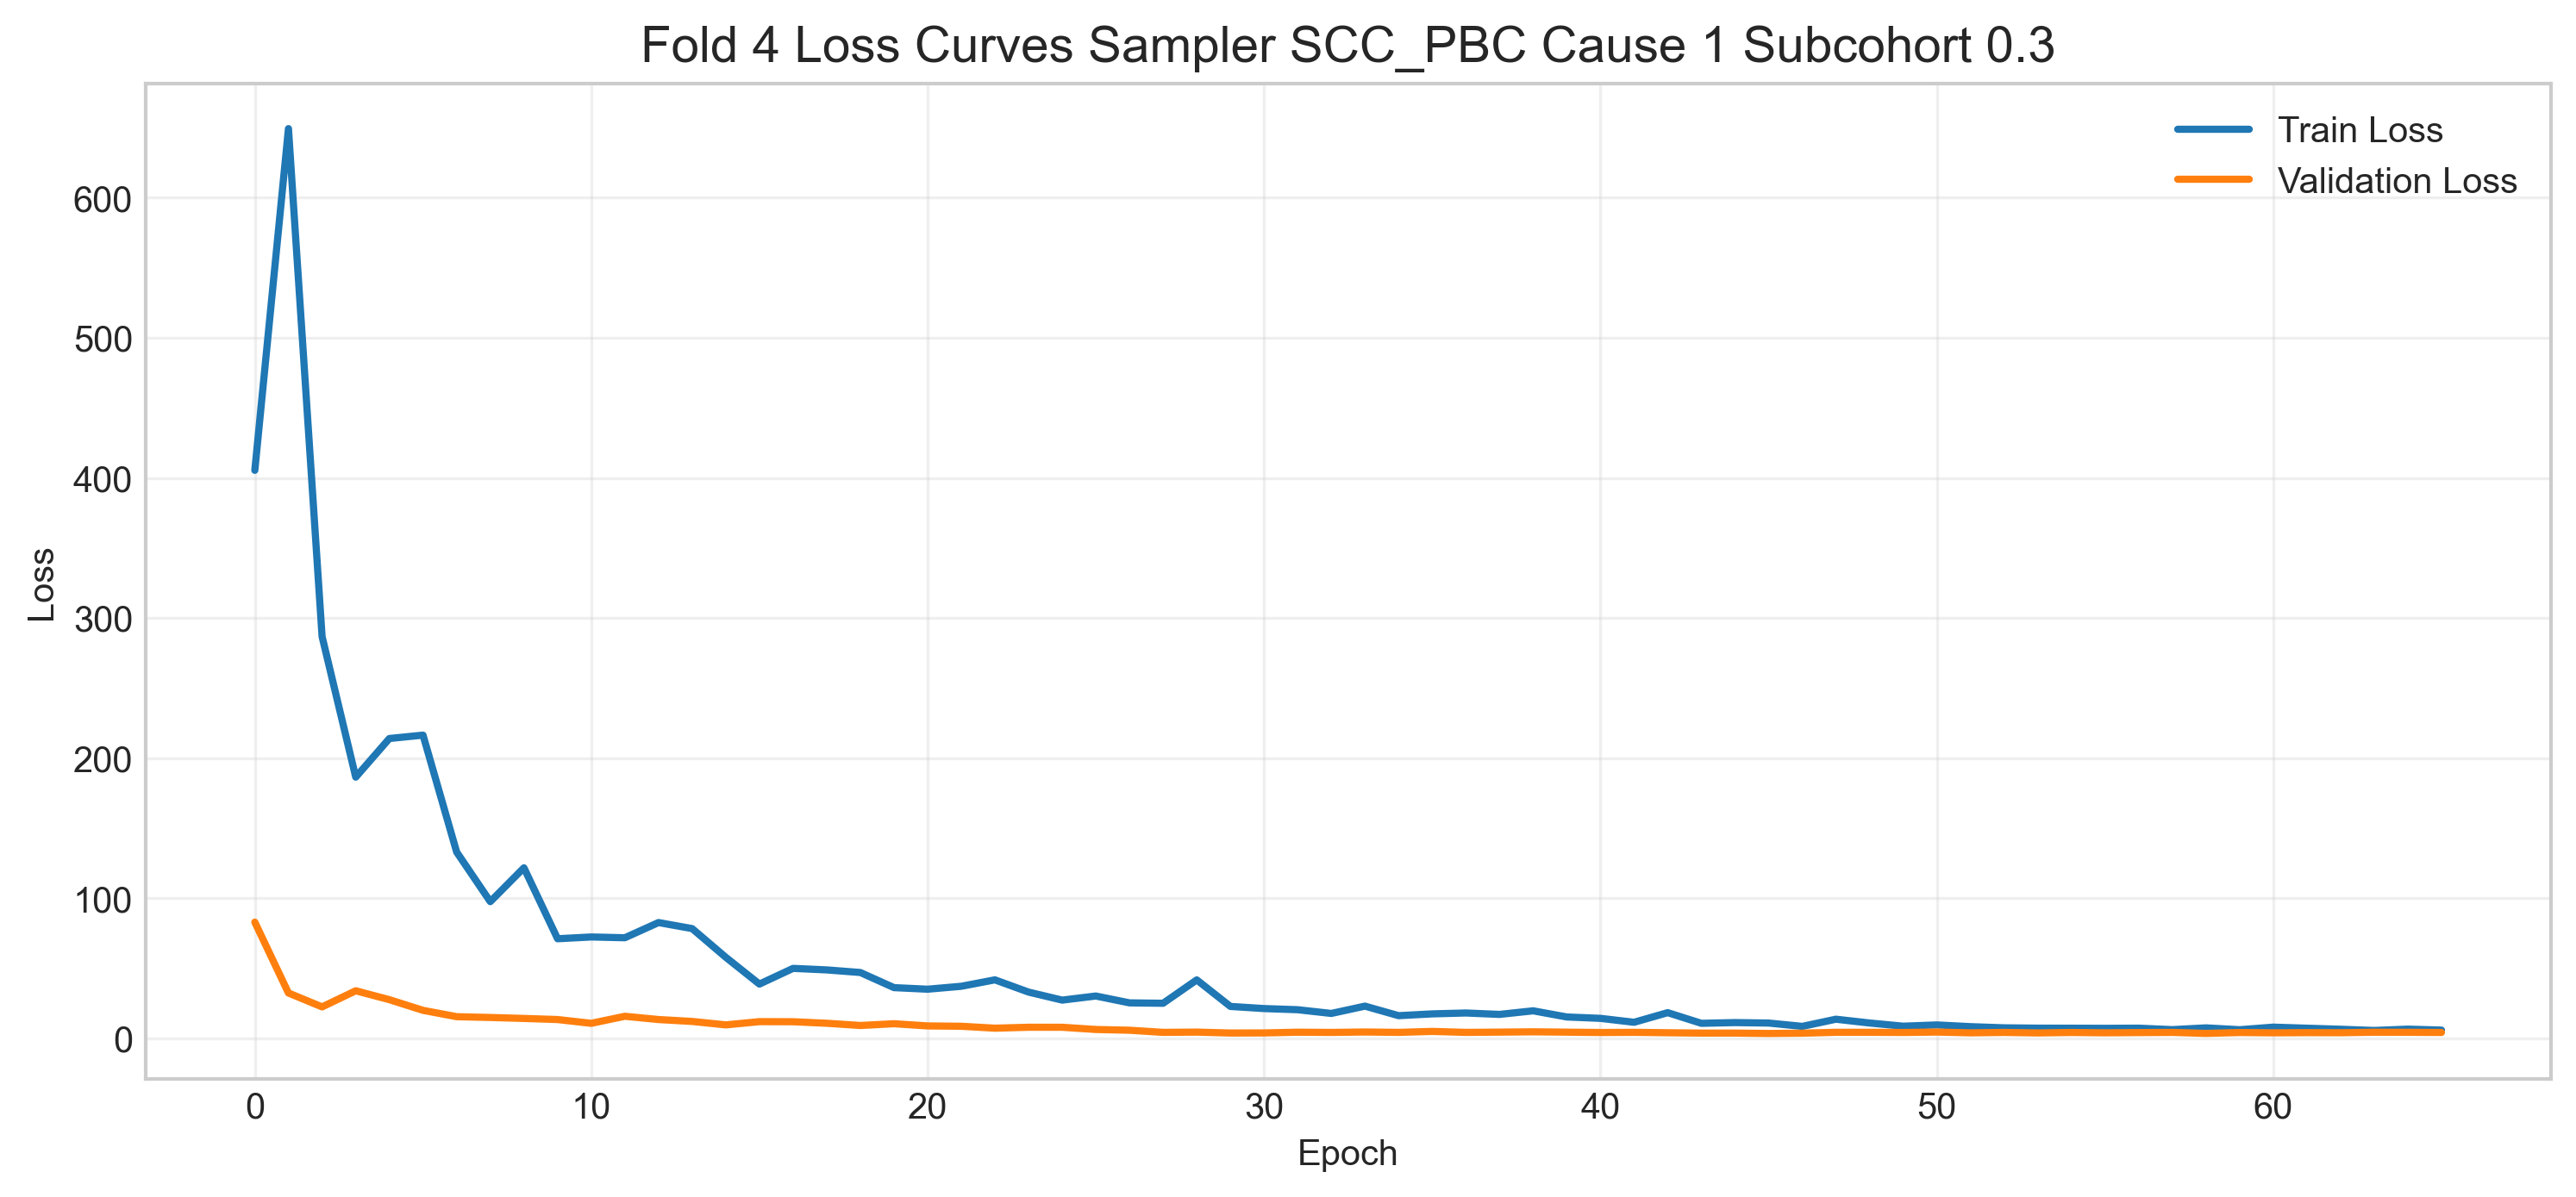 Fold 4 Loss Curves Sampler SCC_PBC Cause 1 Subcohort 0.3
Train Loss
Validation Loss
600
500
400
300
200
100
0
Loss
0 10 20 30 40 50 60
Epoch